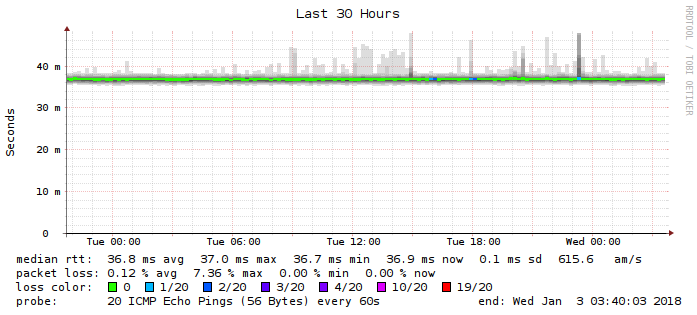 Last 30 Hours
RRDTOOL / TOBI OETIKER
Seconds
40 m
30 m
20 m
10 m
0
Tue 00:00 Tue 06:00 Tue 12:00 Tue 18:00 Wed 00:00
median rtt: 36.8 ms avg 37.0 ms max 36.7 ms min 36.9 ms now 0.1 ms sd 615.6 am/s
packet loss: 0.12 % avg 7.36 % max 0.00 % min 0.00 % now
loss color: 0 1/20 2/20 3/20 4/20 10/20 19/20
probe: 20 ICMP Echo Pings (56 Bytes) every 60s end: Wed Jan 3 03:40:03 2018